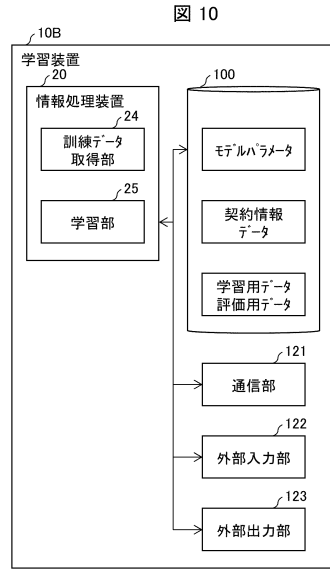 図 10
10B
学習装置
20
情報処理装置
24
訓練データ
取得部
25
学習部
100
モデルパラメータ
契約情報
データ
学習用データ
評価用データ
121
通信部
122
外部入力部
123
外部出力部